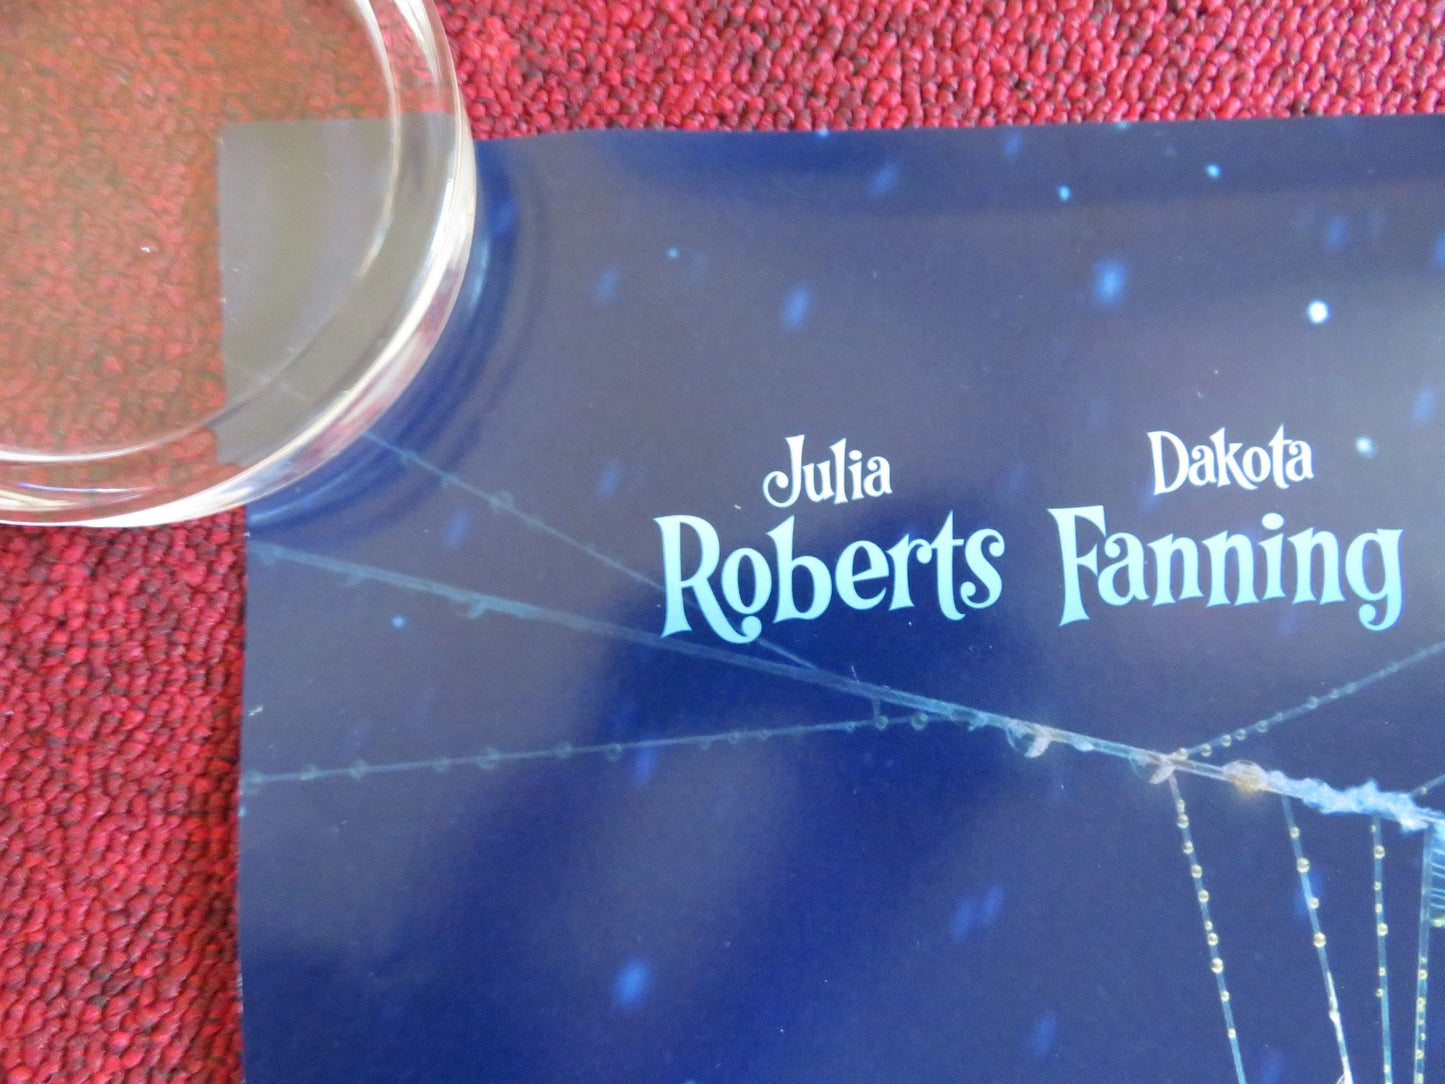 Julia
Roberts
Dakota
Fanning